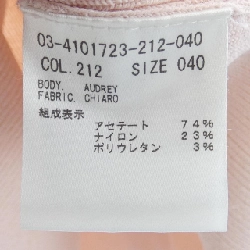 03-4101723-212-040
COL.212 SIZE 040
BODY. AUDREY
FABRIC. CHIARO
組成表示
アセテート 74%
ナイロン 23%
ポリウレタン 3%